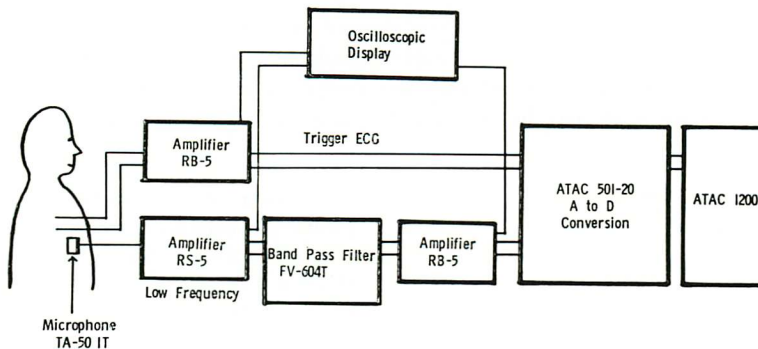 Oscilloscopic
Display
Amplifier
RB-5
Trigger ECG
ATAC 501-20
A to D
Conversion
ATAC 1200
Amplifier
RS-5
Low Frequency
Band Pass Filter
FV-604T
Amplifier
RB-5
Microphone
TA-50 IT